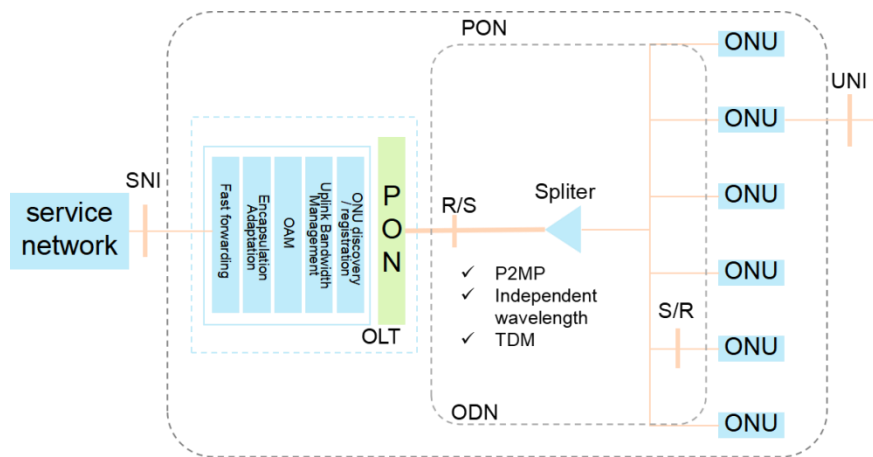 PON
ONU
ONU
UNI
SNI
service
network
Fast forwarding
Encapsulation
Adaptation
OAM
Uplink Bandwidth
Management
ONU discovery
/ registration
P
O
N
OLT
R/S
Spliter
ONU
✓ P2MP
✓ Independent
wavelength
✓ TDM
ONU
S/R
ONU
ODN
ONU